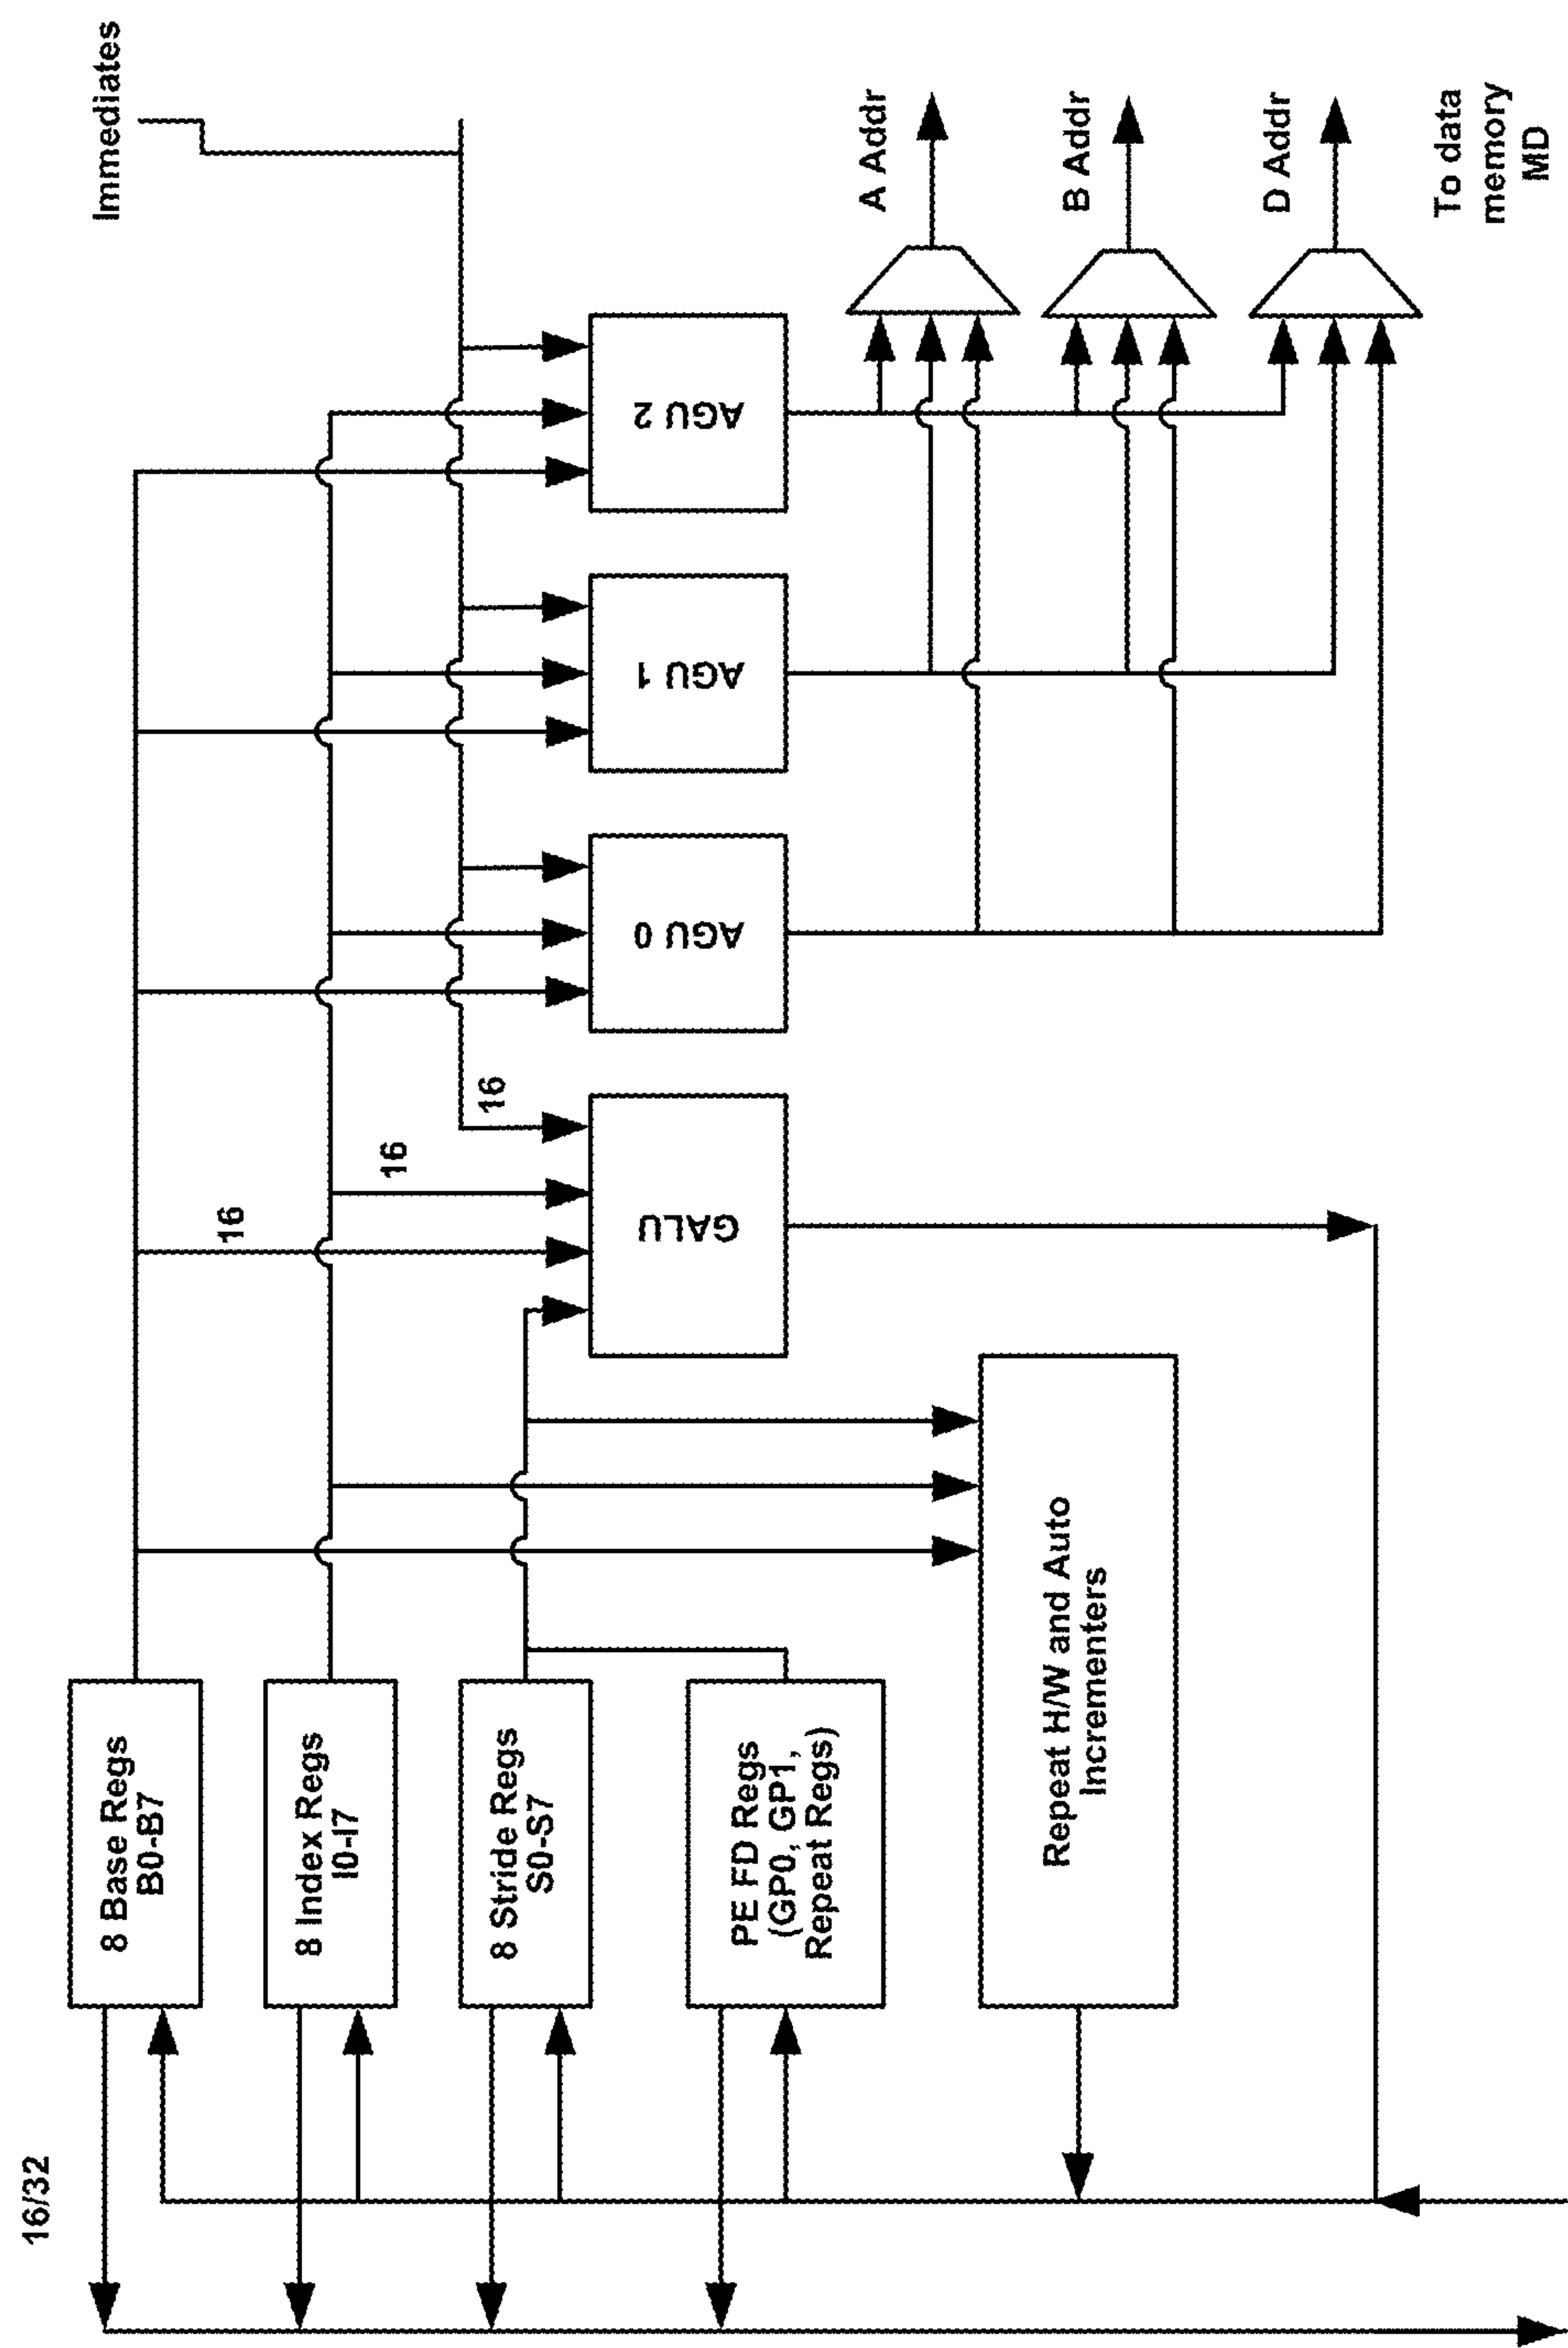 16/32
8 Base Regs
B0-B7
8 Index Regs
I0-I7
8 Stride Regs
S0-S7
PE FD Regs
(GP0, GP1,
Repeat Regs)
Repeat H/W and Auto
Incrementers
16
16
16
GALU
AGU 0
AGU 1
AGU 2
Immediates
A Addr
B Addr
D Addr
To data
memory
MD